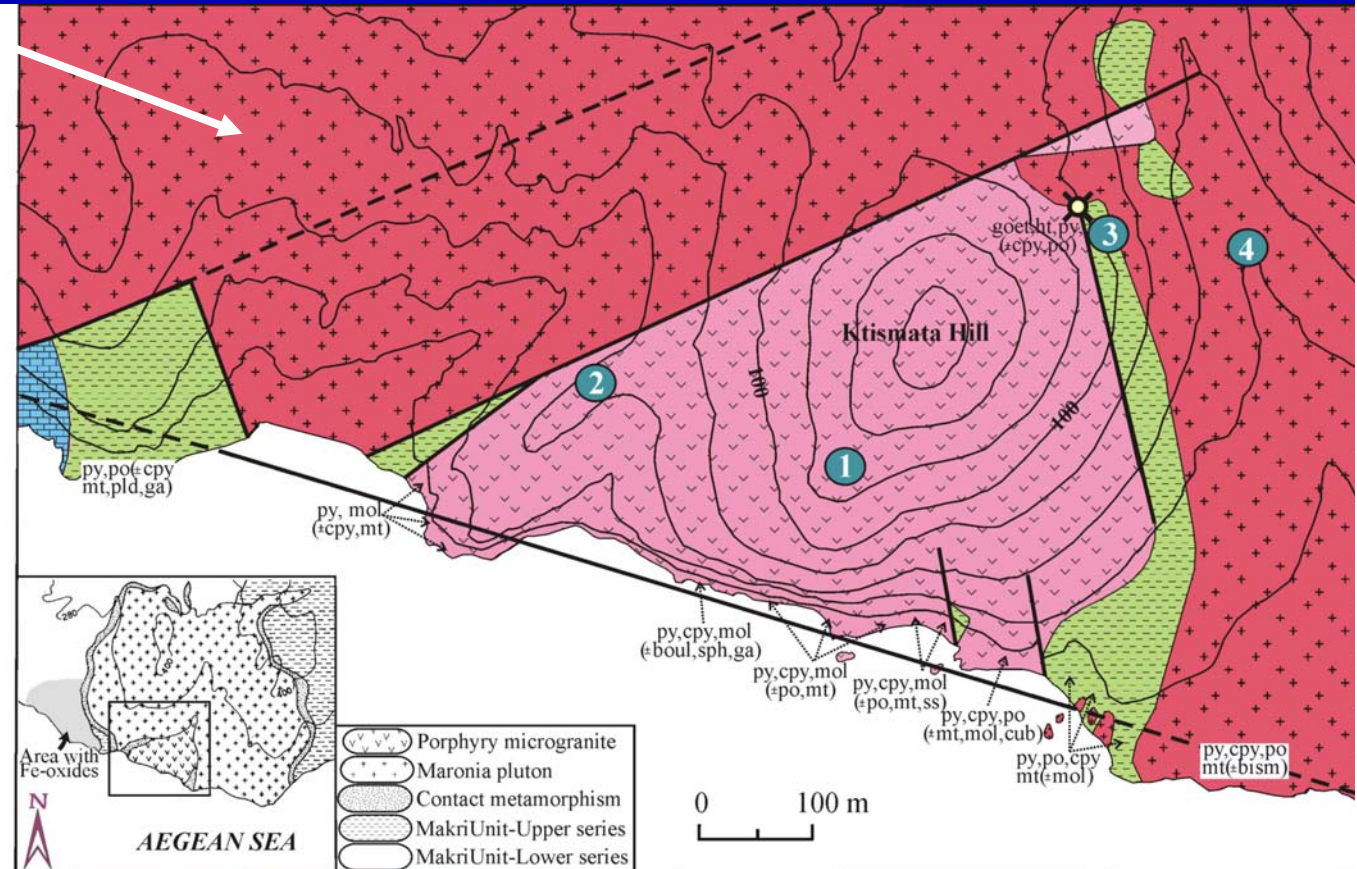 goet,ht,py,
(±cpy,po)
3
4
Ktismata Hill
2
100
100
1
py,po(±cpy
mt,pld,ga)
py, mol
(±cpy,mt)
py,cpy,mol
(±boul,sph,ga)
py,cpy,mol
(±po,mt)
py,cpy,mol
(±po,mt,ss)
py,cpy,po
(±mt,mol,cub)
py,po,cpy
mt(±mol)
py,cpy,po
mt(±bism)
280
400
200
Area with
Fe-oxides
N
AEGEAN SEA
Porphyry microgranite
Maronia pluton
Contact metamorphism
MakriUnit-Upper series
MakriUnit-Lower series
0 100 m